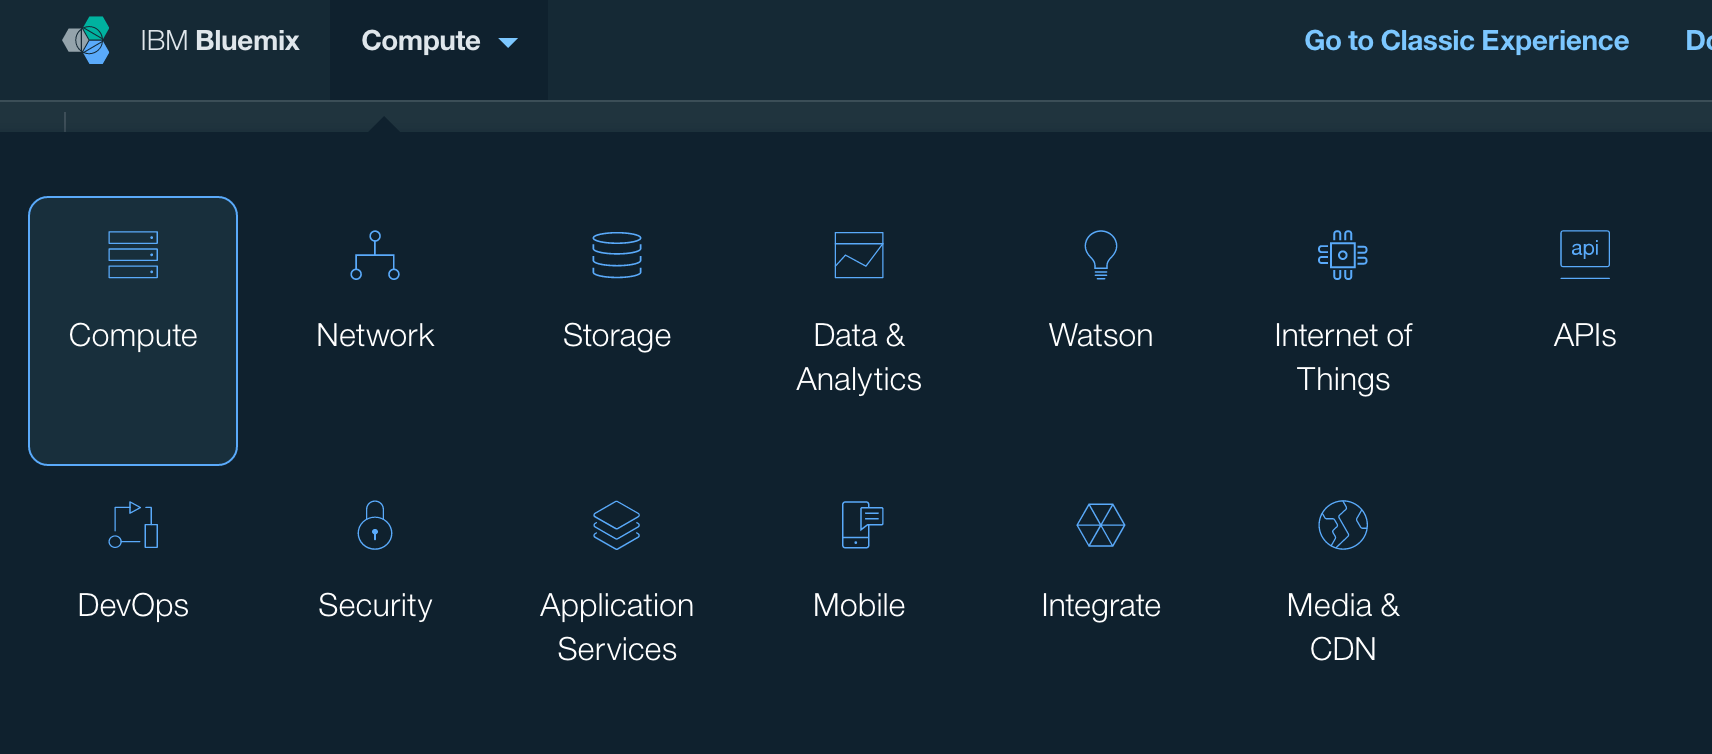 IBM Bluemix
Compute
Go to Classic Experience
Compute
Network
Storage
Data &
Analytics
Watson
Internet of
Things
api
APIs
DevOps
Security
Application
Services
Mobile
Integrate
Media &
CDN